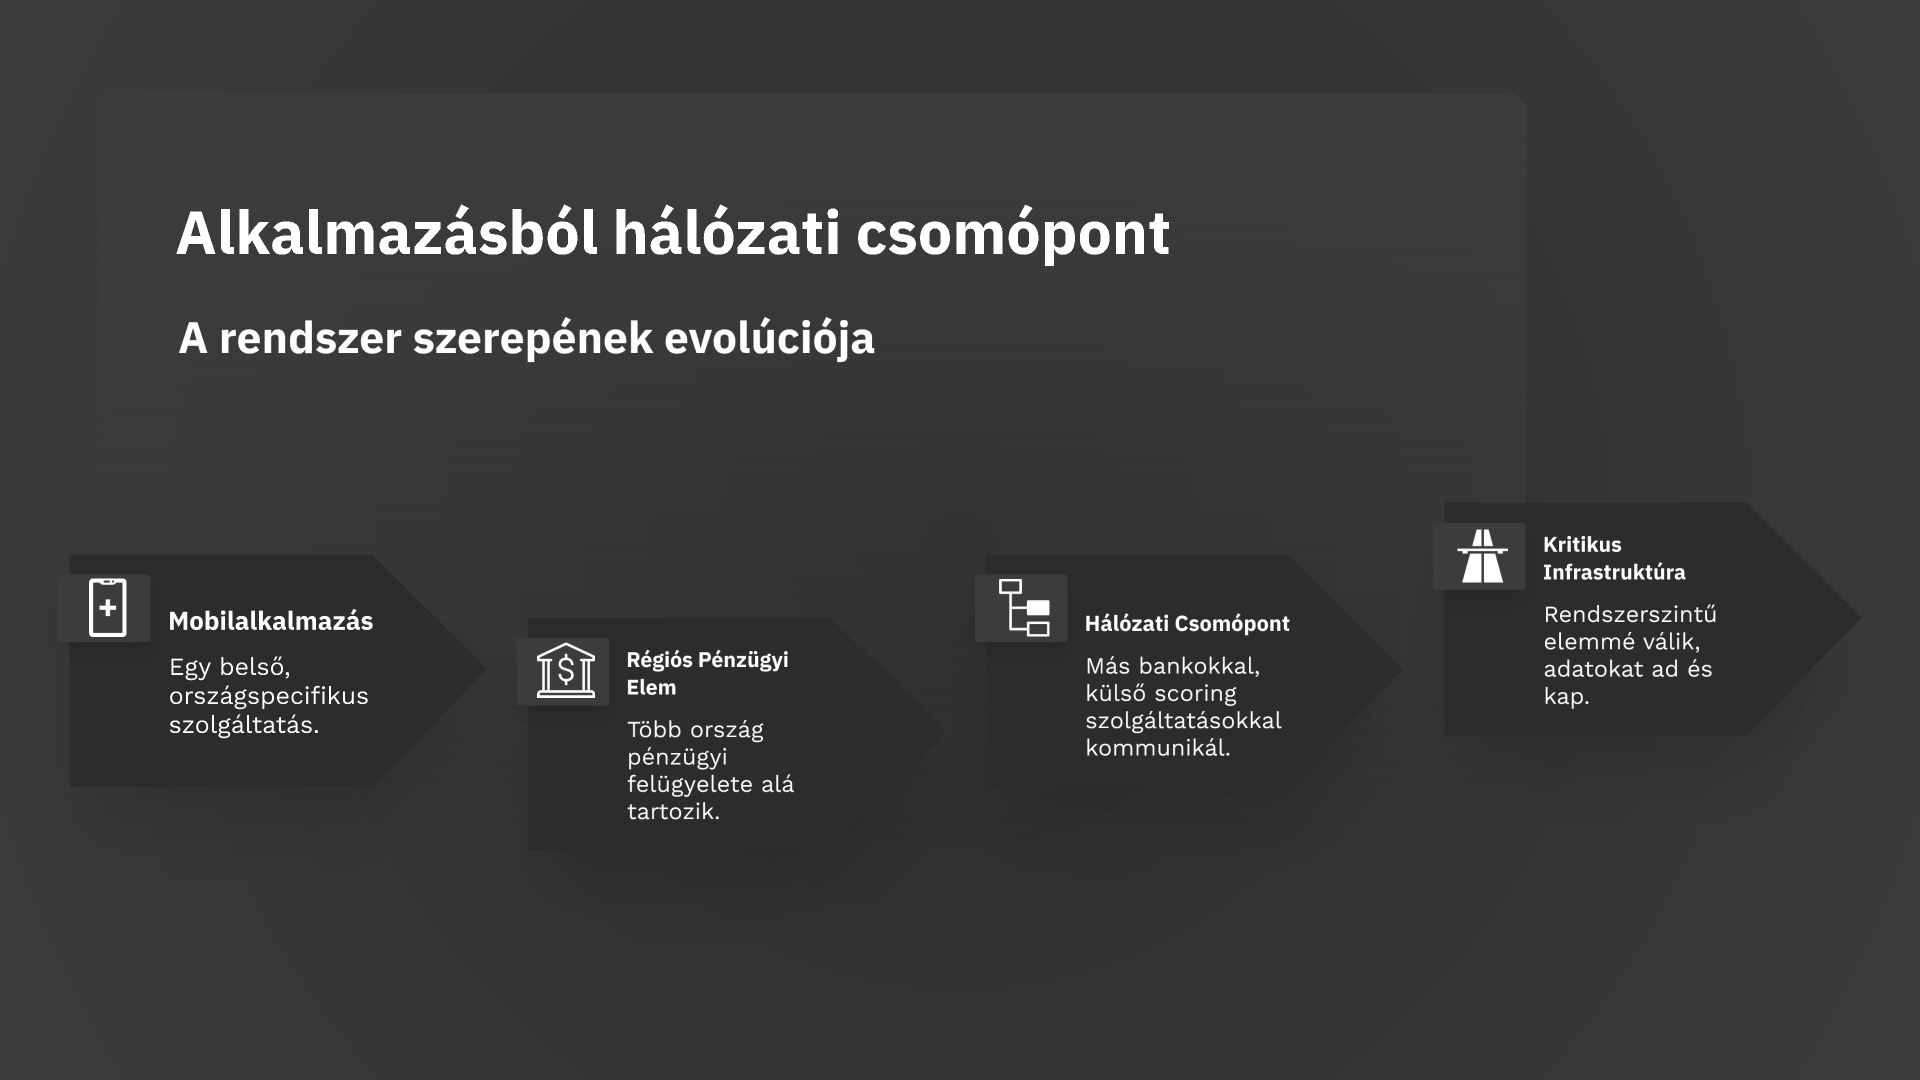 Alkalmazásból hálózati csomópont
A rendszer szerepének evolúciója
Mobilalkalmazás
Egy belső,
országspecifikus
szolgáltatás.
Régiós Pénzügyi
Elem
Több ország
pénzügyi
felügyelete alá
tartozik.
Hálózati Csomópont
Más bankokkal,
külső scoring
szolgáltatásokkal
kommunikál.
Kritikus
Infrastruktúra
Rendszerszintű
elemmé válik,
adatokat ad és
kap.